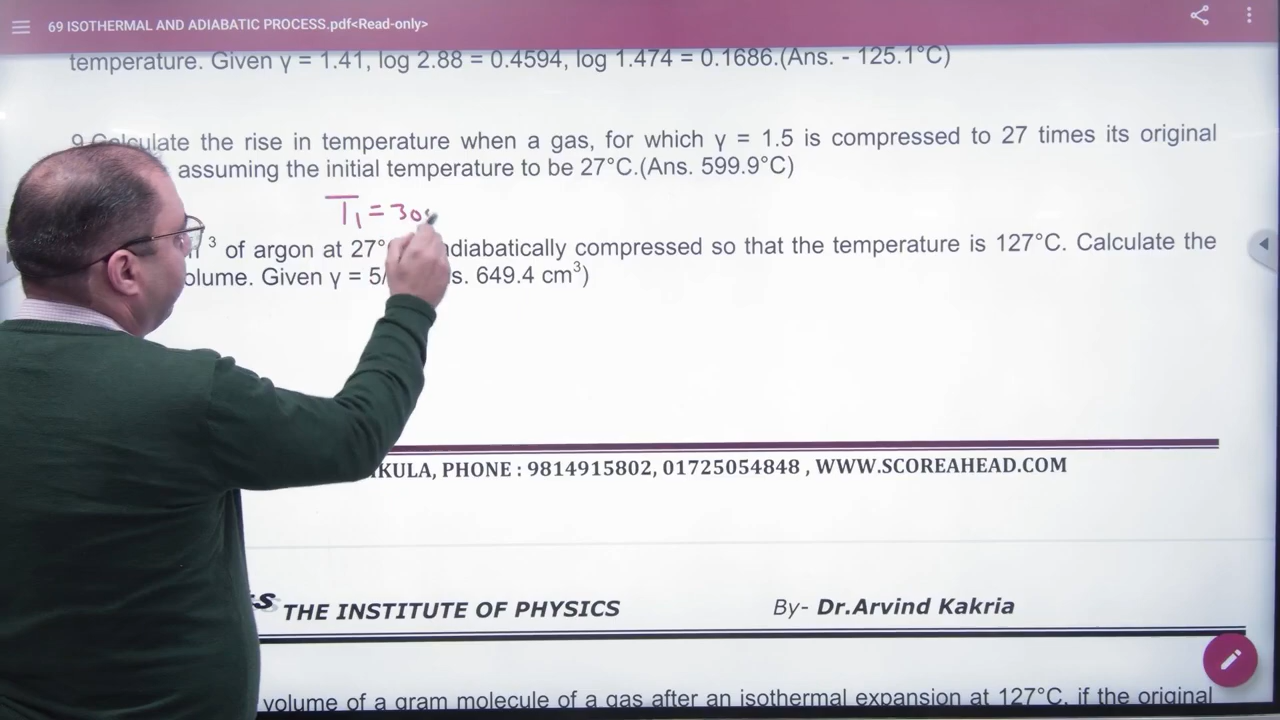 69 ISOTHERMAL AND ADIABATIC PROCESS.pdf<Read-only>
temperature. Given γ = 1.41, log 2.88 = 0.4594, log 1.474 = 0.1686.(Ans. - 125.1°C)
9 Calculate the rise in temperature when a gas, for which γ = 1.5 is compressed to 27 times its original
assuming the initial temperature to be 27°C.(Ans. 599.9°C)
T₁ = 30
³ of argon at 27° adiabatically compressed so that the temperature is 127°C. Calculate the
volume. Given γ = 5/ s. 649.4 cm³)
KULA, PHONE : 9814915802, 01725054848 , WWW.SCOREAHEAD.COM
THE INSTITUTE OF PHYSICS
By- Dr.Arvind Kakria
volume of a gram molecule of a gas after an isothermal expansion at 127°C, if the original